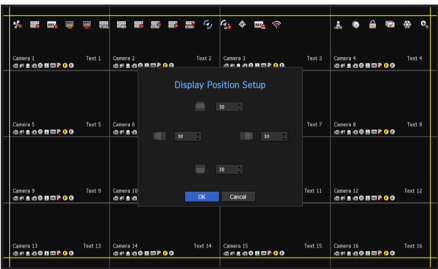 Camera 1 Text 1 Camera 2 Text 2 Camera 3 Text 3 Camera 4 Text 4
Display Position Setup
30
Camera 5 Text 5 Camera 6 Text 7 Camera 8 Text 8
30 30
30
Camera 9 Text 9 Camera 10 Text 11 Camera 12 Text 12
OK Cancel
Camera 13 Text 13 Camera 14 Text 14 Camera 15 Text 15 Camera 16 Text 16